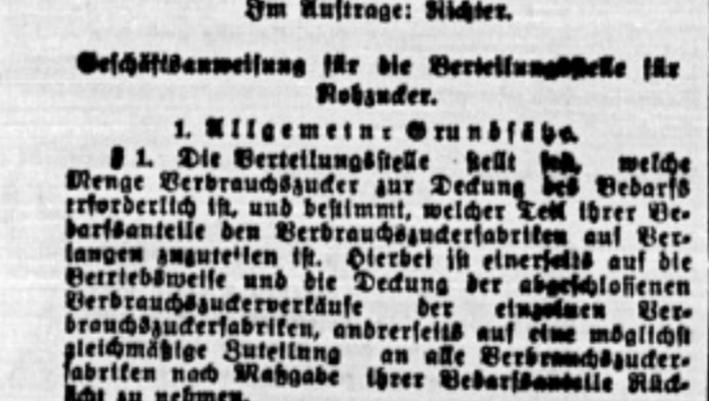 Im Auftrage: Richter.
Geschäftsanweisung für die Verteilungsstelle für
Rohzucker.
1. Allgemeine Grundsätze.
§ 1. Die Verteilungsstelle stellt fest, welche
Menge Verbrauchszucker zur Deckung des Bedarfs
erforderlich ist, und bestimmt, welcher Teil ihrer Be-
darfsanteile den Verbrauchszuckerfabriken auf Ver-
langen zuzuteilen ist. Hierbei ist einerseits auf die
Betriebsweise und die Deckung der abgeschlossenen
Verbrauchszuckerverkäufe der einzelnen Ver-
brauchszuckerfabriken, andrerseits auf eine möglichst
gleichmäßige Zuteilung an alle Verbrauchszucker-
fabriken nach Maßgabe ihrer Bedarfsanteile Rück-
sicht zu nehmen.